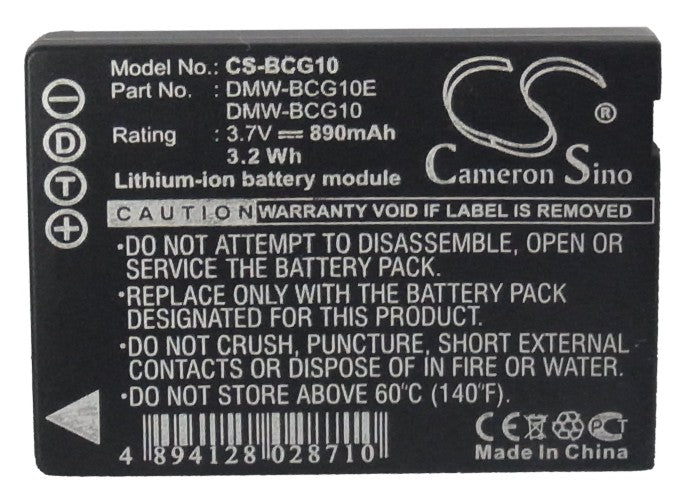 Model No.: CS-BCG10
Part No. : DMW-BCG10E
DMW-BCG10
Rating : 3.7V 890mAh
3.2 Wh
Lithium-ion battery module
CS
®
Cameron Sino
− D T +
CAUTION WARRANTY VOID IF LABEL IS REMOVED
•DO NOT ATTEMPT TO DISASSEMBLE, OPEN OR
SERVICE THE BATTERY PACK.
•REPLACE ONLY WITH THE BATTERY PACK
DESIGNATED FOR THIS PRODUCT.
•DO NOT CRUSH, PUNCTURE, SHORT EXTERNAL
CONTACTS OR DISPOSE OF IN FIRE OR WATER.
•DO NOT STORE ABOVE 60°C (140°F)
4 894128 028710
CE PCT
Made In China